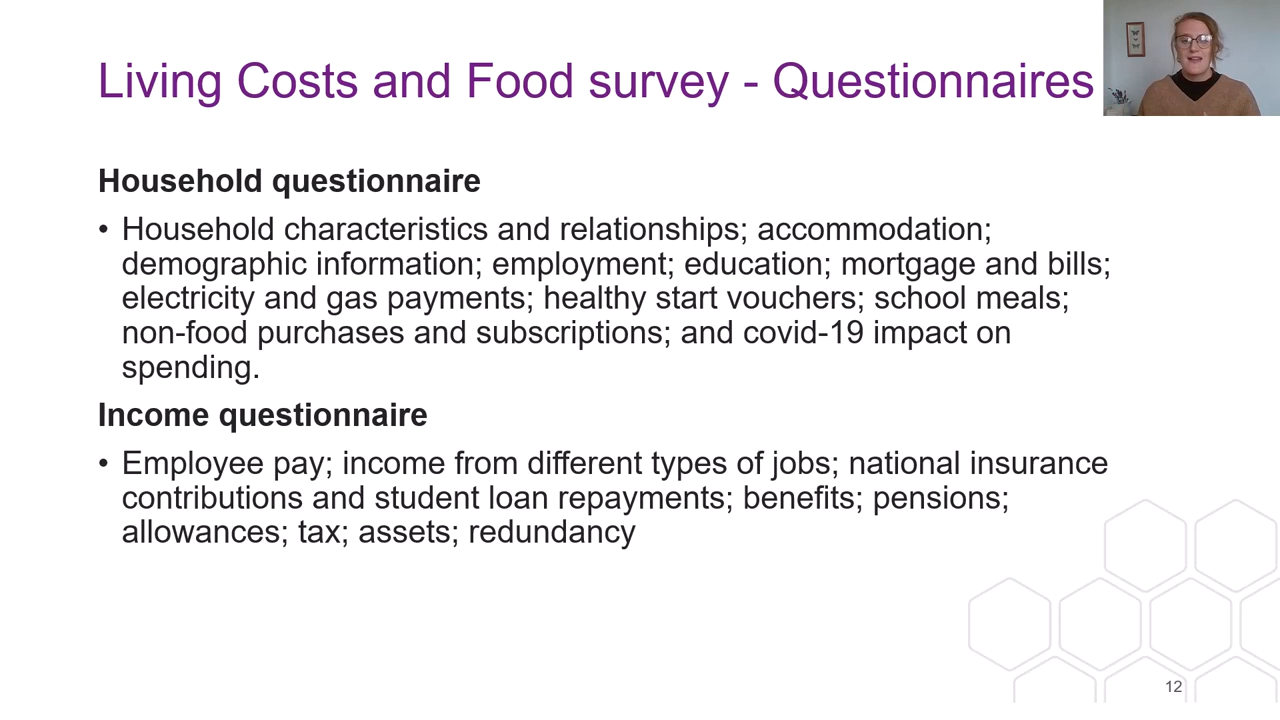 Living Costs and Food survey - Questionnaires
Household questionnaire
• Household characteristics and relationships; accommodation;
demographic information; employment; education; mortgage and bills;
electricity and gas payments; healthy start vouchers; school meals;
non-food purchases and subscriptions; and covid-19 impact on
spending.
Income questionnaire
• Employee pay; income from different types of jobs; national insurance
contributions and student loan repayments; benefits; pensions;
allowances; tax; assets; redundancy
12